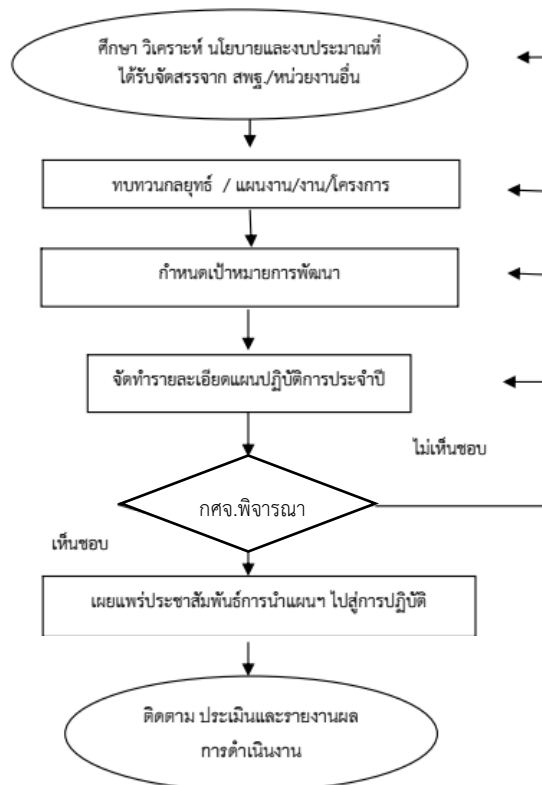 ศึกษา วิเคราะห์ นโยบายและงบประมาณที่
ได้รับจัดสรรจาก สพฐ./หน่วยงานอื่น
ทบทวนกลยุทธ์ / แผนงาน/งาน/โครงการ
กำหนดเป้าหมายการพัฒนา
จัดทำรายละเอียดแผนปฏิบัติการประจำปี
ไม่เห็นชอบ
กศจ.พิจารณา
เห็นชอบ
เผยแพร่ประชาสัมพันธ์การนำแผนฯ ไปสู่การปฏิบัติ
ติดตาม ประเมินและรายงานผล
การดำเนินงาน